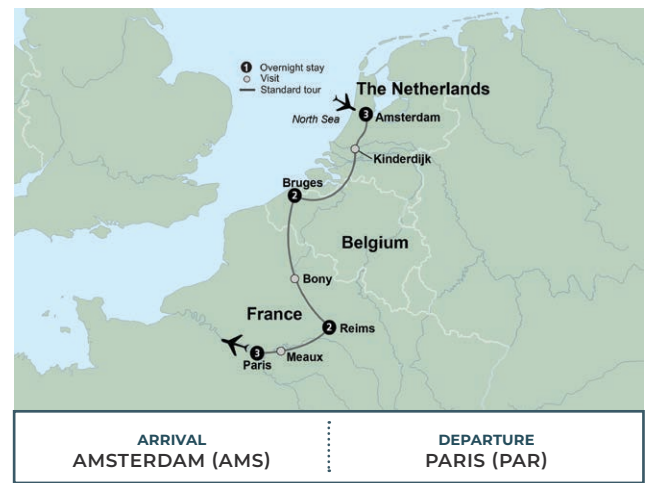 1 Overnight stay
Visit
Standard tour
The Netherlands
North Sea
3 Amsterdam
Kinderdijk
Bruges
2
Belgium
Bony
France
2 Reims
3
Meaux
Paris
ARRIVAL
AMSTERDAM (AMS)
DEPARTURE
PARIS (PAR)